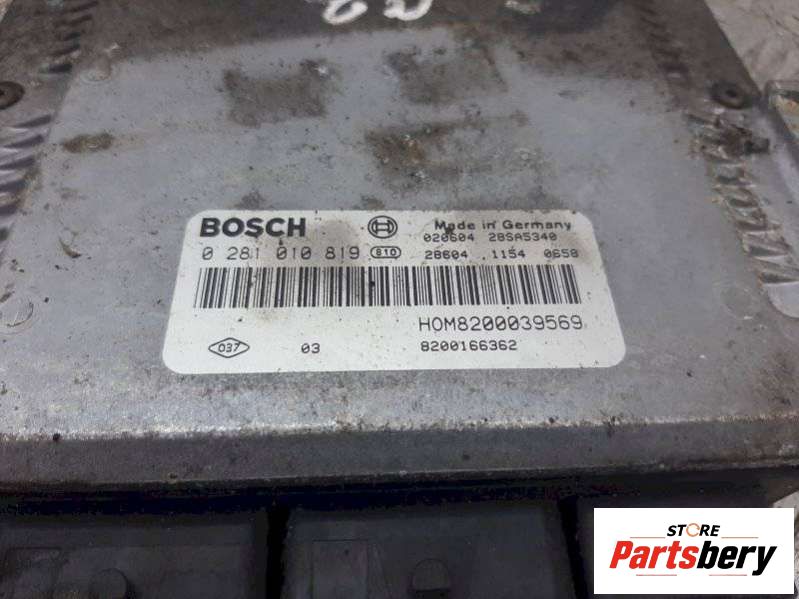 BOSCH Made in Germany
020604 28SA5340
0 281 010 819 810 28604 1154 0658
HOM8200039569
037 03 8200166362
STORE
Partsbery